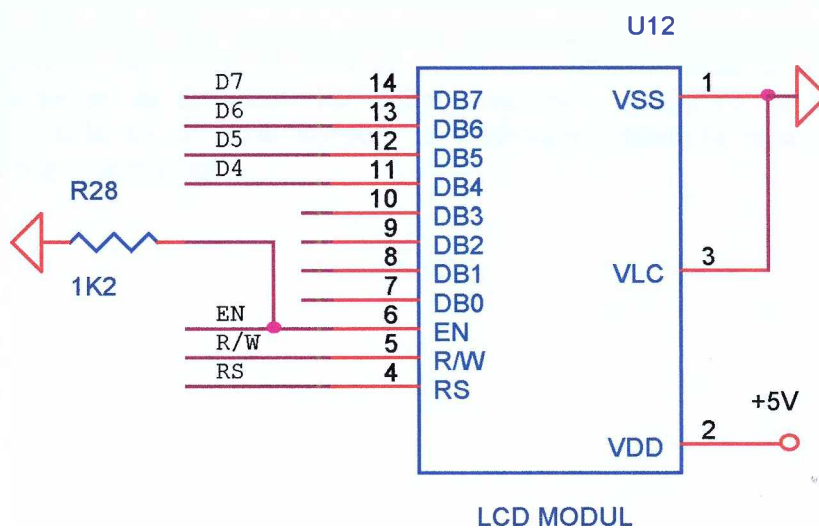 U12
D7 14 DB7 VSS 1
D6 13 DB6
D5 12 DB5
D4 11 DB4
R28 10 DB3
9 DB2
1K2 8 DB1 VLC 3
7 DB0
EN 6 EN
R/W 5 R/W
RS 4 RS
+5V
VDD 2
LCD MODUL